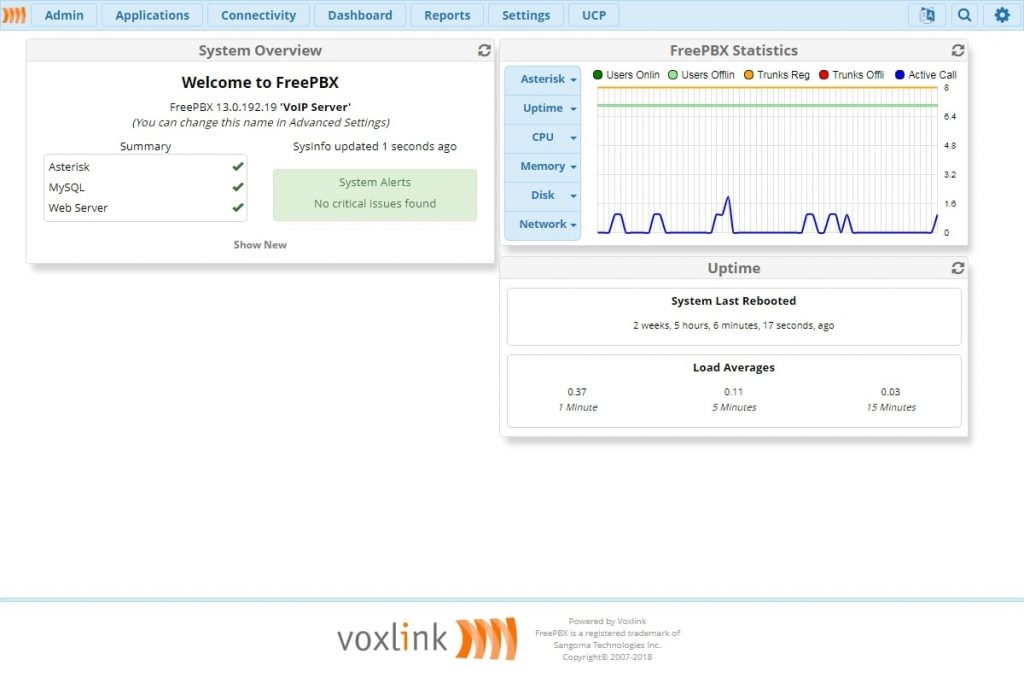 Admin Applications Connectivity Dashboard Reports Settings UCP
System Overview
Welcome to FreePBX
FreePBX 13.0.192.19 'VoIP Server'
(You can change this name in Advanced Settings)
Summary
Asterisk
MySQL
Web Server
SysInfo updated 1 seconds ago
System Alerts
No critical issues found
Show New
FreePBX Statistics
Asterisk
Uptime
CPU
Memory
Disk
Network
Users Onlin Users Offlin Trunks Reg Trunks Offli Active Call
8
6.4
4.8
3.2
1.6
0
Uptime
System Last Rebooted
2 weeks, 5 hours, 6 minutes, 17 seconds, ago
Load Averages
0.37 0.11 0.03
1 Minute 5 Minutes 15 Minutes
voxlink
Powered by Voxlink
FreePBX is a registered trademark of
Sangoma Technologies Inc.
Copyright© 2007-2018